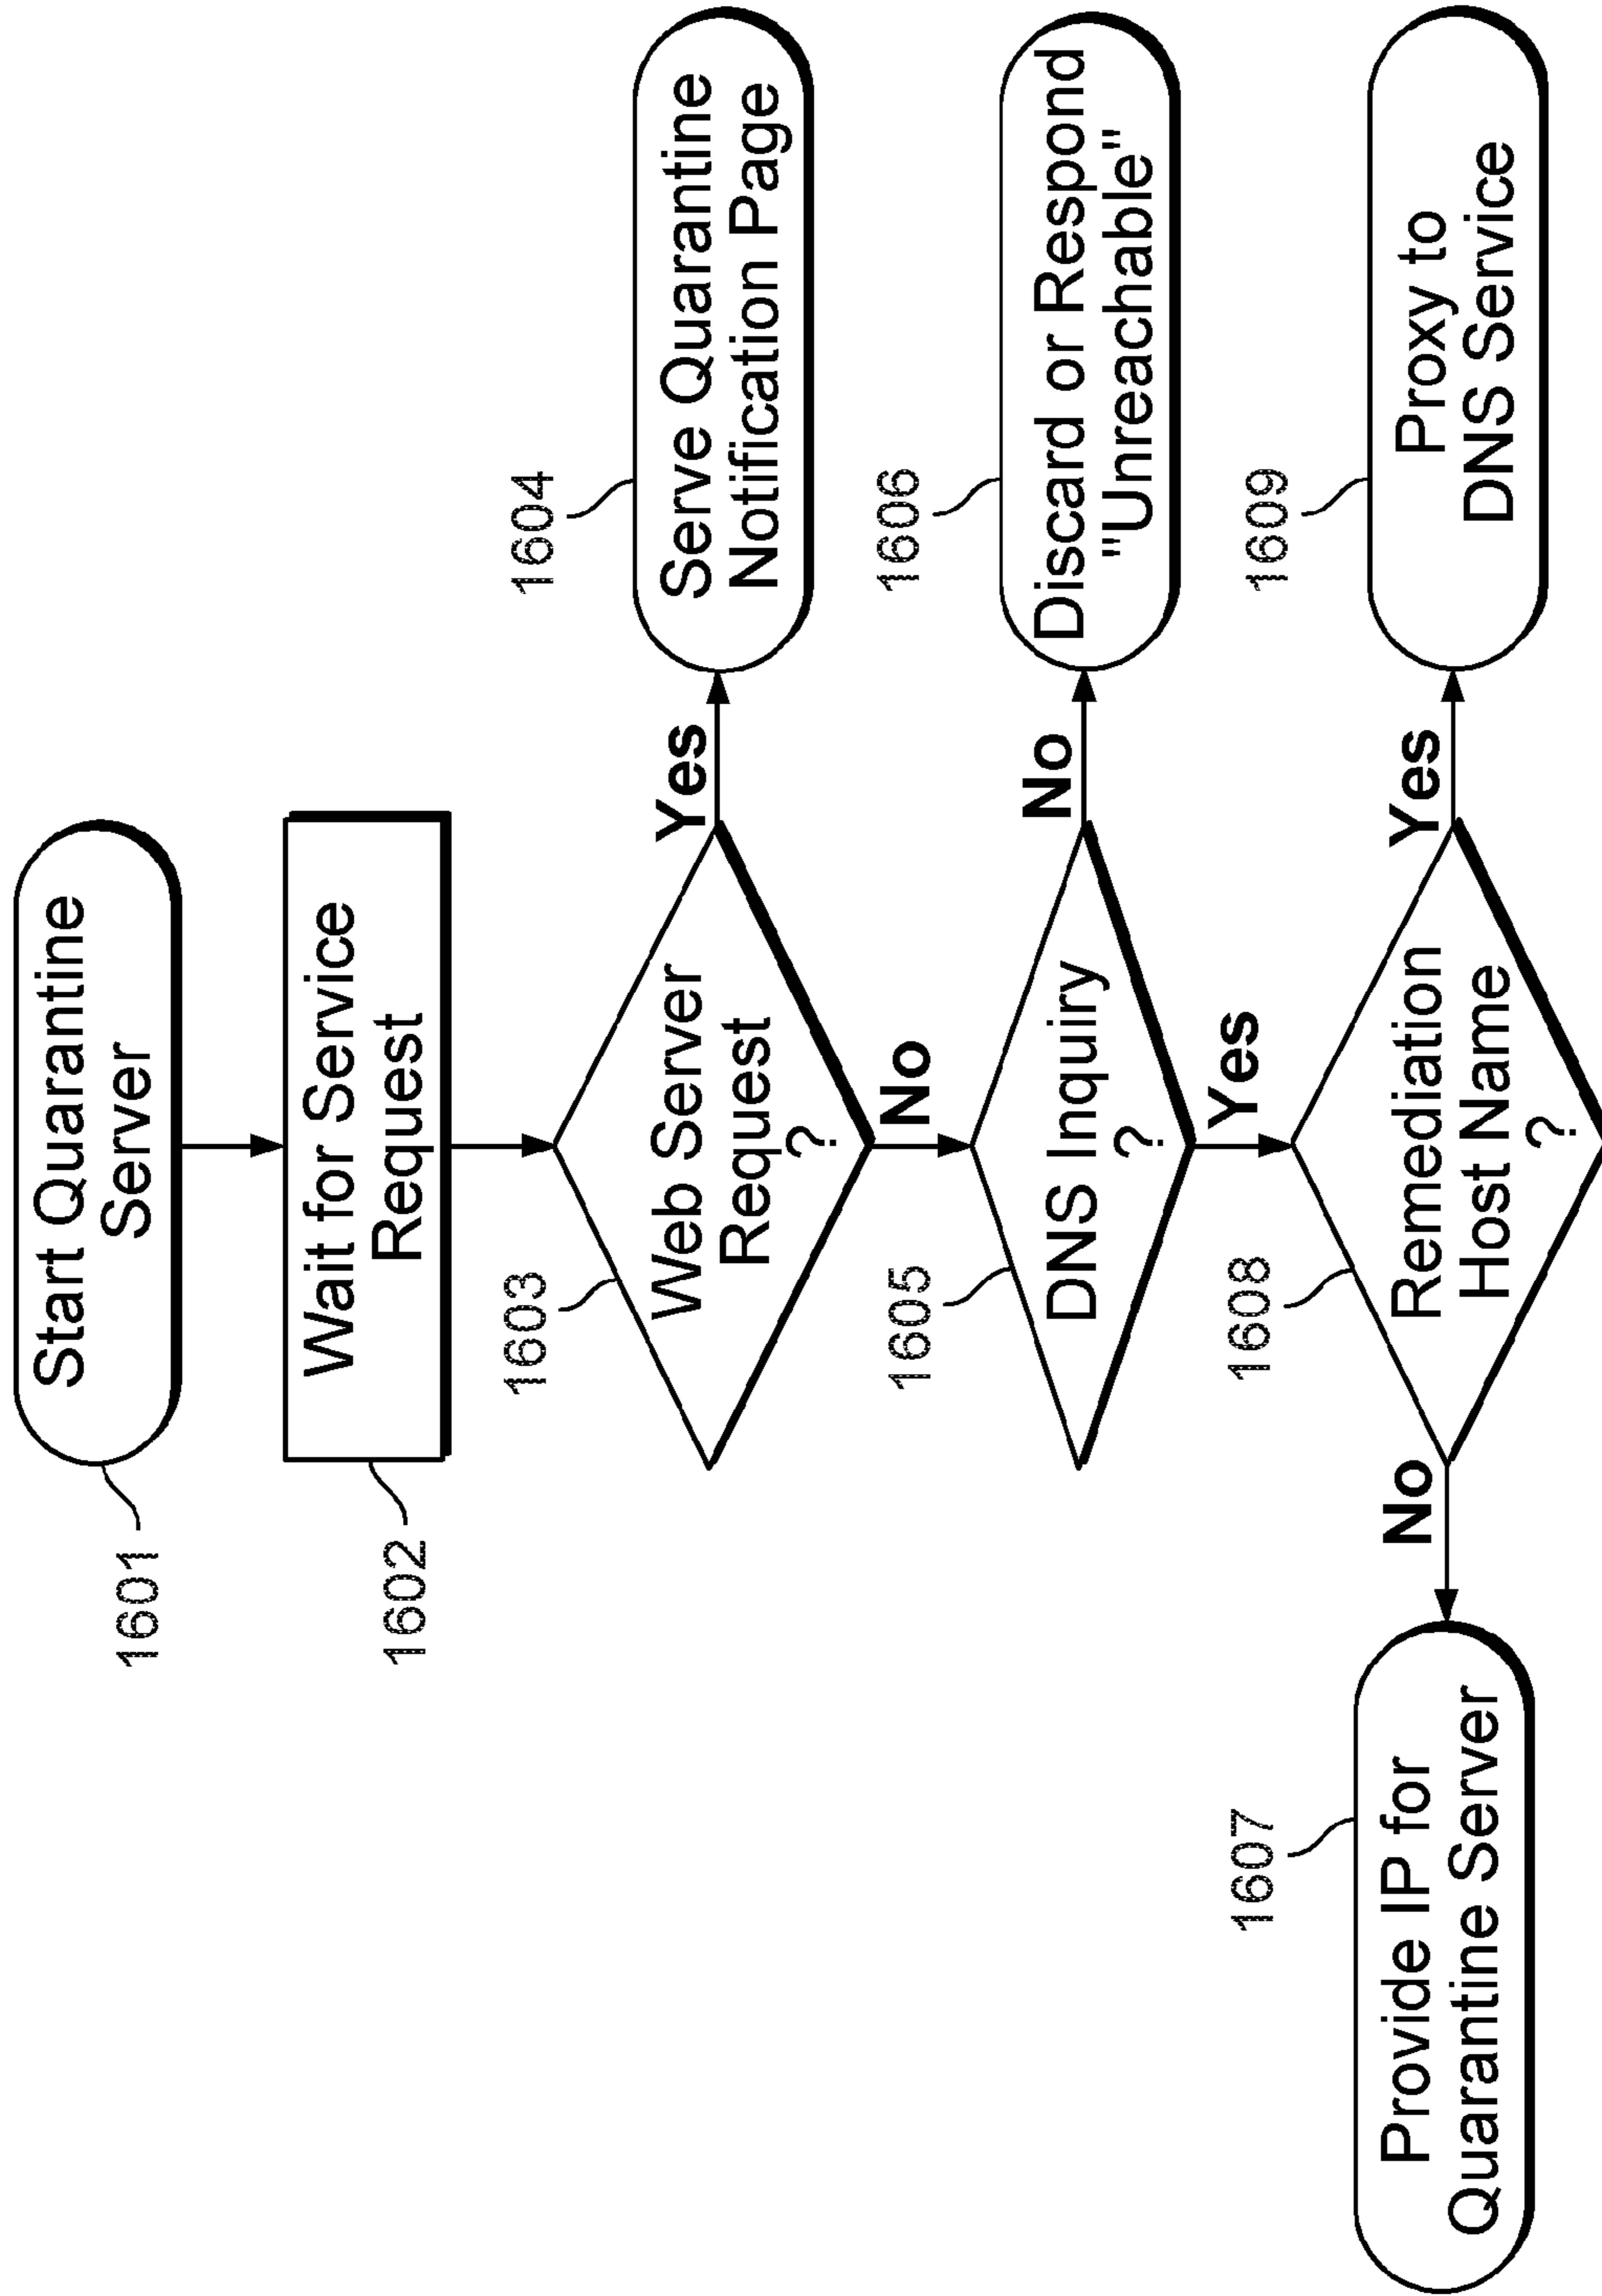 Start Quarantine
Server
1601
Wait for Service
Request
1602
1603
Web Server
Request
?
Yes
1604
Serve Quarantine
Notification Page
No
1605
DNS Inquiry
?
No
1606
Discard or Respond
"Unreachable"
Yes
1608
Remediation
Host Name
?
Yes
1609
Proxy to
DNS Service
No
1607
Provide IP for
Quarantine Server